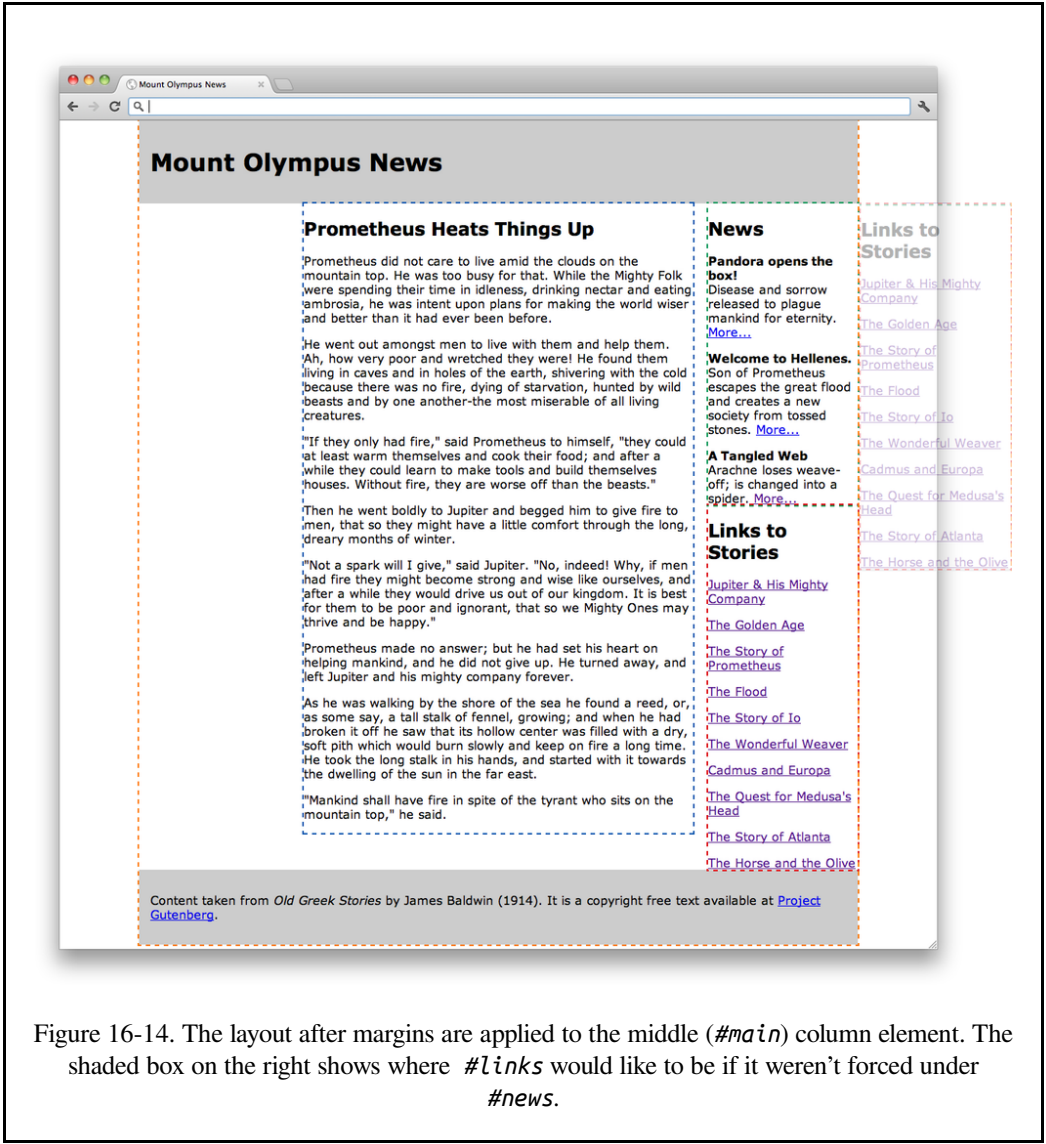 Mount Olympus News
Mount Olympus News
Prometheus Heats Things Up
Prometheus did not care to live amid the clouds on the
mountain top. He was too busy for that. While the Mighty Folk
were spending their time in idleness, drinking nectar and eating
ambrosia, he was intent upon plans for making the world wiser
and better than it had ever been before.
He went out amongst men to live with them and help them.
Ah, how very poor and wretched they were! He found them
living in caves and in holes of the earth, shivering with the cold
because there was no fire, dying of starvation, hunted by wild
beasts and by one another-the most miserable of all living
creatures.
"If they only had fire," said Prometheus to himself, "they could
at least warm themselves and cook their food; and after a
while they could learn to make tools and build themselves
houses. Without fire, they are worse off than the beasts."
Then he went boldly to Jupiter and begged him to give fire to
men, that so they might have a little comfort through the long,
dreary months of winter.
"Not a spark will I give," said Jupiter. "No, indeed! Why, if men
had fire they might become strong and wise like ourselves, and
after a while they would drive us out of our kingdom. It is best
for them to be poor and ignorant, that so we Mighty Ones may
thrive and be happy."
Prometheus made no answer; but he had set his heart on
helping mankind, and he did not give up. He turned away, and
left Jupiter and his mighty company forever.
As he was walking by the shore of the sea he found a reed, or,
as some say, a tall stalk of fennel, growing; and when he had
broken it off he saw that its hollow center was filled with a dry,
soft pith which would burn slowly and keep on fire a long time.
He took the long stalk in his hands, and started with it towards
the dwelling of the sun in the far east.
"Mankind shall have fire in spite of the tyrant who sits on the
mountain top," he said.
News
Pandora opens the
box!
Disease and sorrow
released to plague
mankind for eternity.
More...
Welcome to Hellenes.
Son of Prometheus
escapes the great flood
and creates a new
society from tossed
stones. More...
A Tangled Web
Arachne loses weave-
off; is changed into a
spider. More...
Links to
Stories
Jupiter & His Mighty
Company
The Golden Age
The Story of
Prometheus
The Flood
The Story of Io
The Wonderful Weaver
Cadmus and Europa
The Quest for Medusa's
Head
The Story of Atlanta
The Horse and the Olive
Links to
Stories
Jupiter & His Mighty
Company
The Golden Age
The Story of
Prometheus
The Flood
The Story of Io
The Wonderful Weaver
Cadmus and Europa
The Quest for Medusa's
Head
The Story of Atlanta
The Horse and the Olive
Content taken from Old Greek Stories by James Baldwin (1914). It is a copyright free text available at Project
Gutenberg.
Figure 16-14. The layout after margins are applied to the middle (#main) column element. The
shaded box on the right shows where #links would like to be if it weren't forced under
#news.